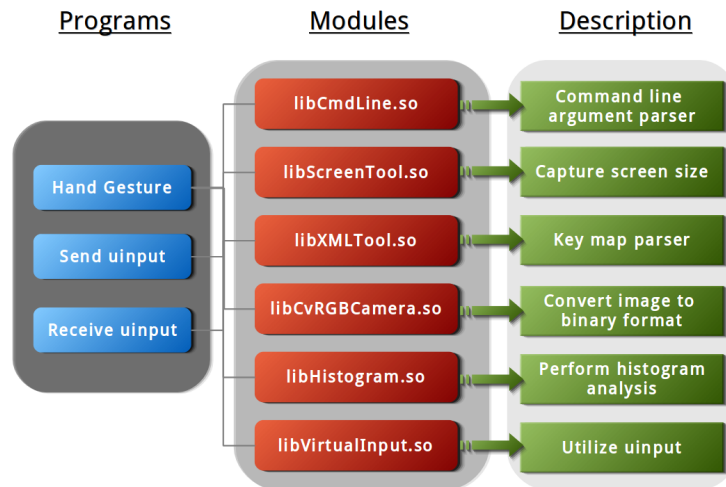 Programs
Modules
Description
Hand Gesture
Send uinput
Receive uinput
libCmdLine.so
libScreenTool.so
libXMLTool.so
libCvRGBCamera.so
libHistogram.so
libVirtualInput.so
Command line
argument parser
Capture screen size
Key map parser
Convert image to
binary format
Perform histogram
analysis
Utilize uinput